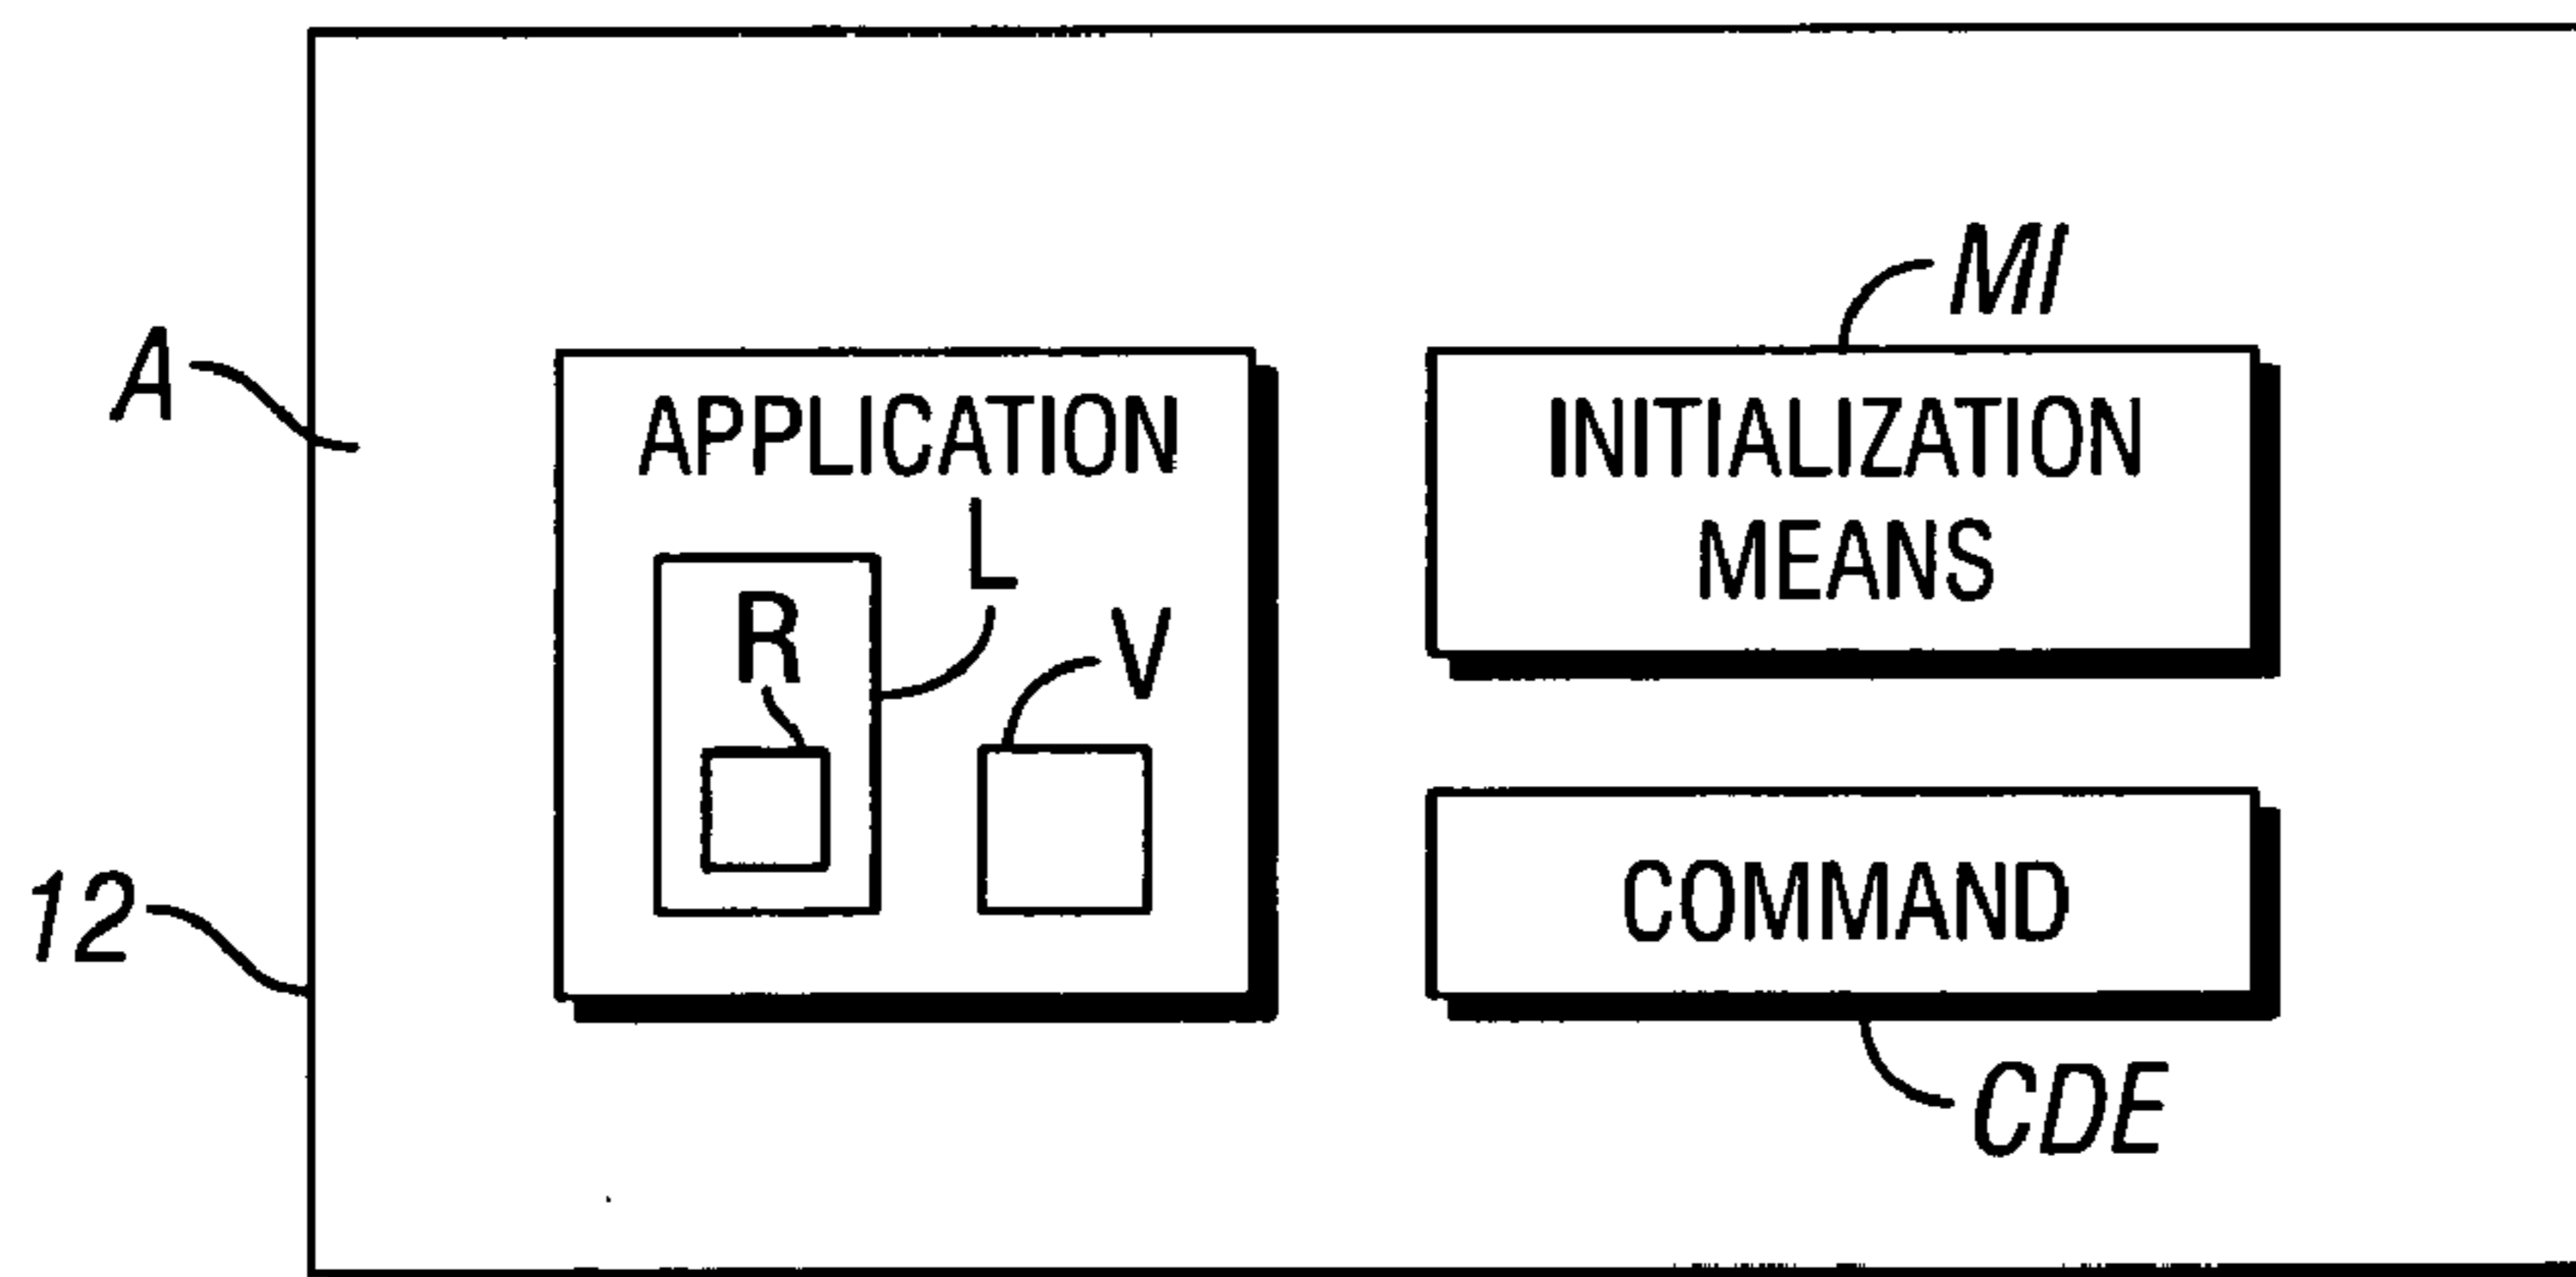 MI
A
APPLICATION
INITIALIZATION
MEANS
L
R
V
12
COMMAND
CDE